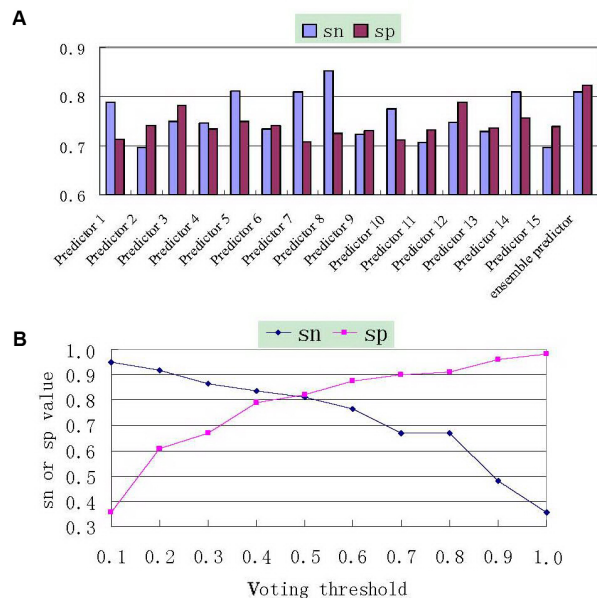 A
sn sp
0.9
0.8
0.7
0.6
Predictor 1
Predictor 2
Predictor 3
Predictor 4
Predictor 5
Predictor 6
Predictor 7
Predictor 8
Predictor 9
Predictor 10
Predictor 11
Predictor 12
Predictor 13
Predictor 14
Predictor 15
ensemble predictor
B
sn sp
sn or sp value
1.0
0.9
0.8
0.7
0.6
0.5
0.4
0.3
0.1 0.2 0.3 0.4 0.5 0.6 0.7 0.8 0.9 1.0
Voting threshold